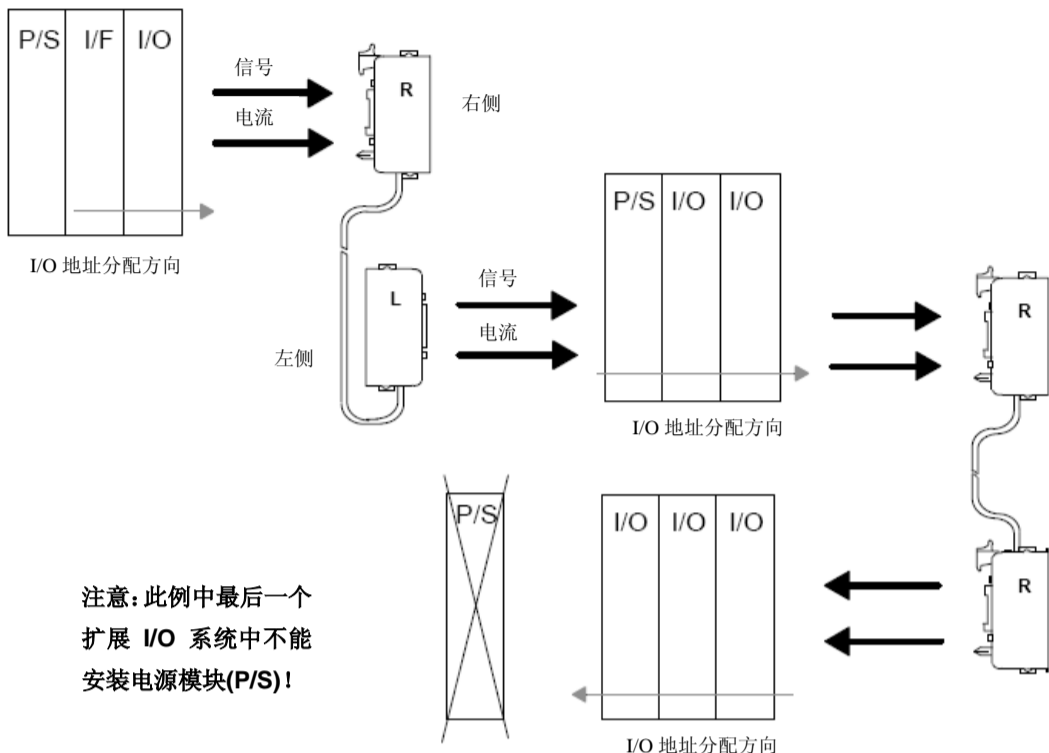 P/S I/F I/O
信号
电流
R
右侧
I/O 地址分配方向
L
左侧
信号
电流
P/S I/O I/O
I/O 地址分配方向
R
P/S
I/O I/O I/O
R
注意：此例中最后一个
扩展 I/O 系统中不能
安装电源模块(P/S)！
I/O 地址分配方向